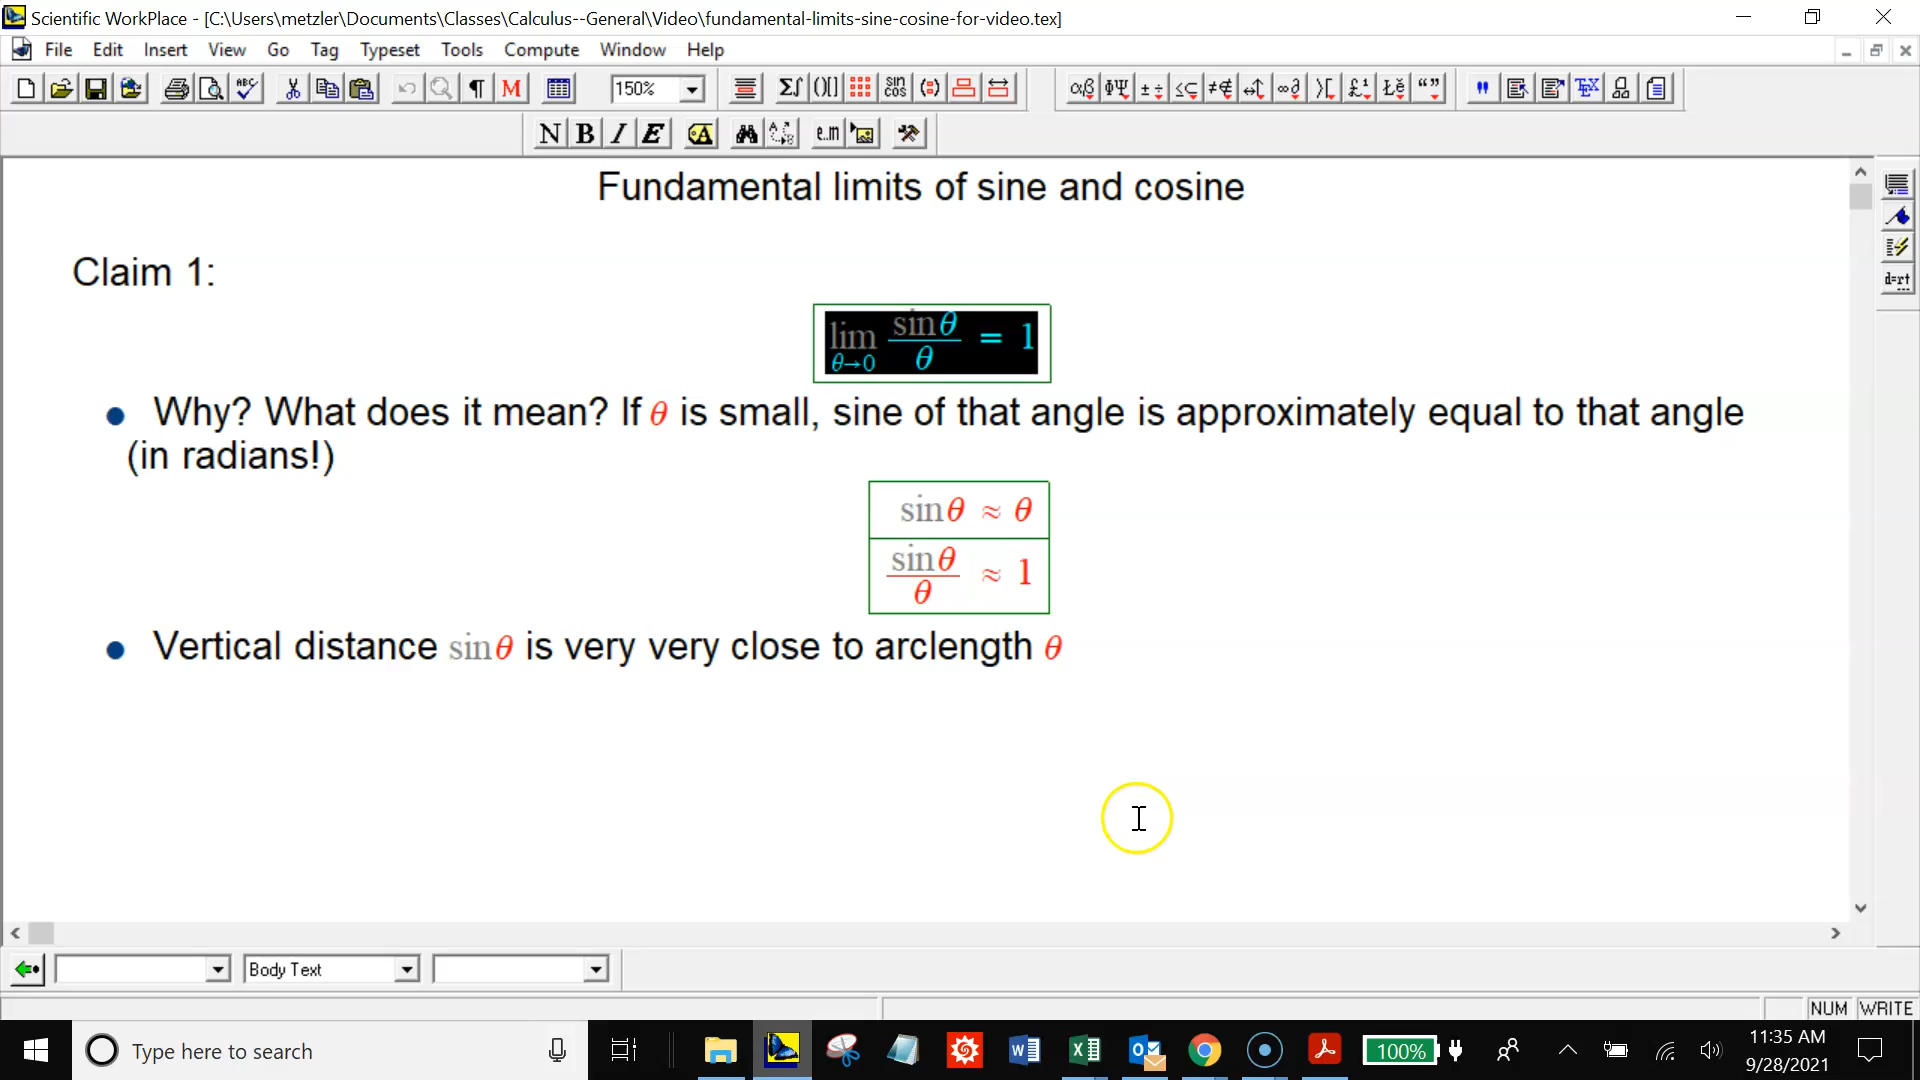 Scientific WorkPlace - [C:\Users\metzler\Documents\Classes\Calculus--General\Video\fundamental-limits-sine-cosine-for-video.tex]
File Edit Insert View Go Tag Typeset Tools Compute Window Help
150%
N B I E
Fundamental limits of sine and cosine
Claim 1:
lim θ→0 sinθ/θ = 1
Why? What does it mean? If θ is small, sine of that angle is approximately equal to that angle
(in radians!)
sinθ ≈ θ
sinθ/θ ≈ 1
Vertical distance sinθ is very very close to arclength θ
Body Text
NUM WRITE
Type here to search
100%
11:35 AM
9/28/2021